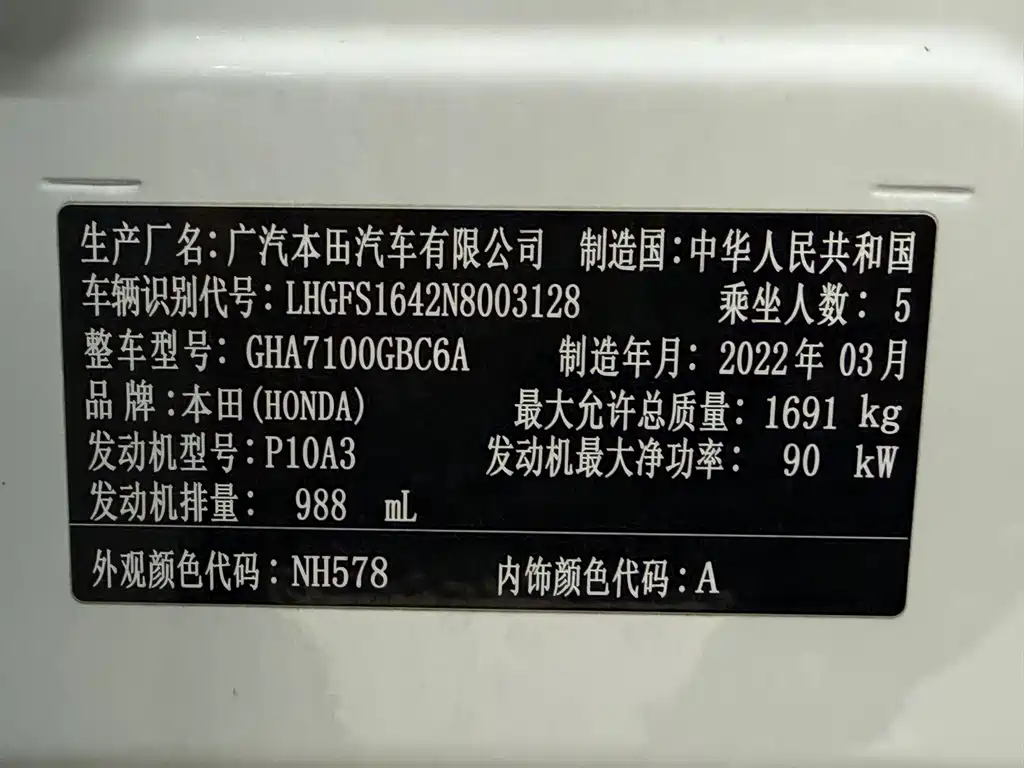 生产厂名:广汽本田汽车有限公司 制造国:中华人民共和国
车辆识别代号:LHGFS1642N8003128 乘坐人数:5
整车型号:GHA7100GBC6A 制造年月:2022年03月
品牌:本田(HONDA) 最大允许总质量:1691 kg
发动机型号:P10A3 发动机最大净功率:90 kW
发动机排量:988 mL
外观颜色代码:NH578 内饰颜色代码:A